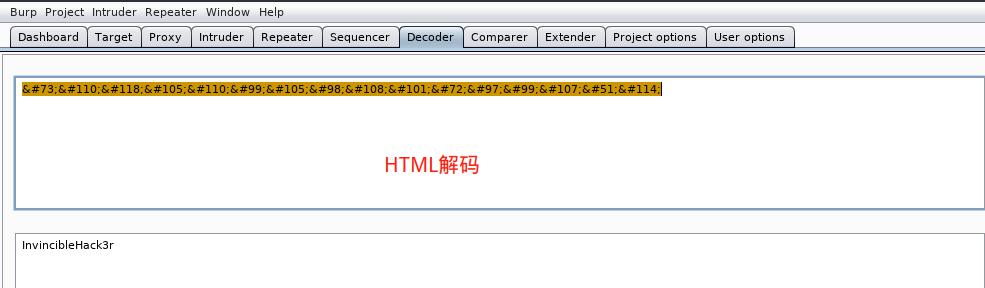 Burp Project Intruder Repeater Window Help
Dashboard Target Proxy Intruder Repeater Sequencer Decoder Comparer Extender Project options User options
&#73;&#110;&#118;&#105;&#110;&#99;&#105;&#98;&#108;&#101;&#72;&#97;&#99;&#107;&#51;&#114;
HTML解码
InvincibleHack3r